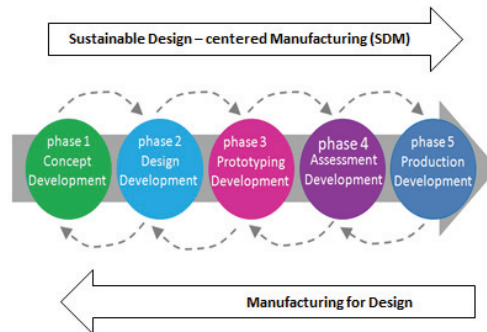 Sustainable Design – centered Manufacturing (SDM)
phase 1
Concept
Development
phase 2
Design
Development
phase 3
Prototyping
Development
phase 4
Assessment
Development
phase 5
Production
Development
Manufacturing for Design